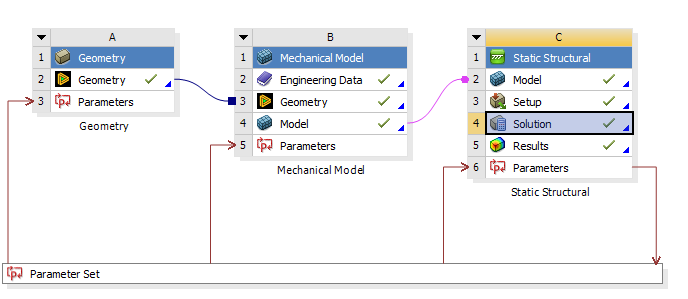 A
1 Geometry
2 Geometry
3 Parameters
Geometry
B
1 Mechanical Model
2 Engineering Data
3 Geometry
4 Model
5 Parameters
Mechanical Model
C
1 Static Structural
2 Model
3 Setup
4 Solution
5 Results
6 Parameters
Static Structural
Parameter Set